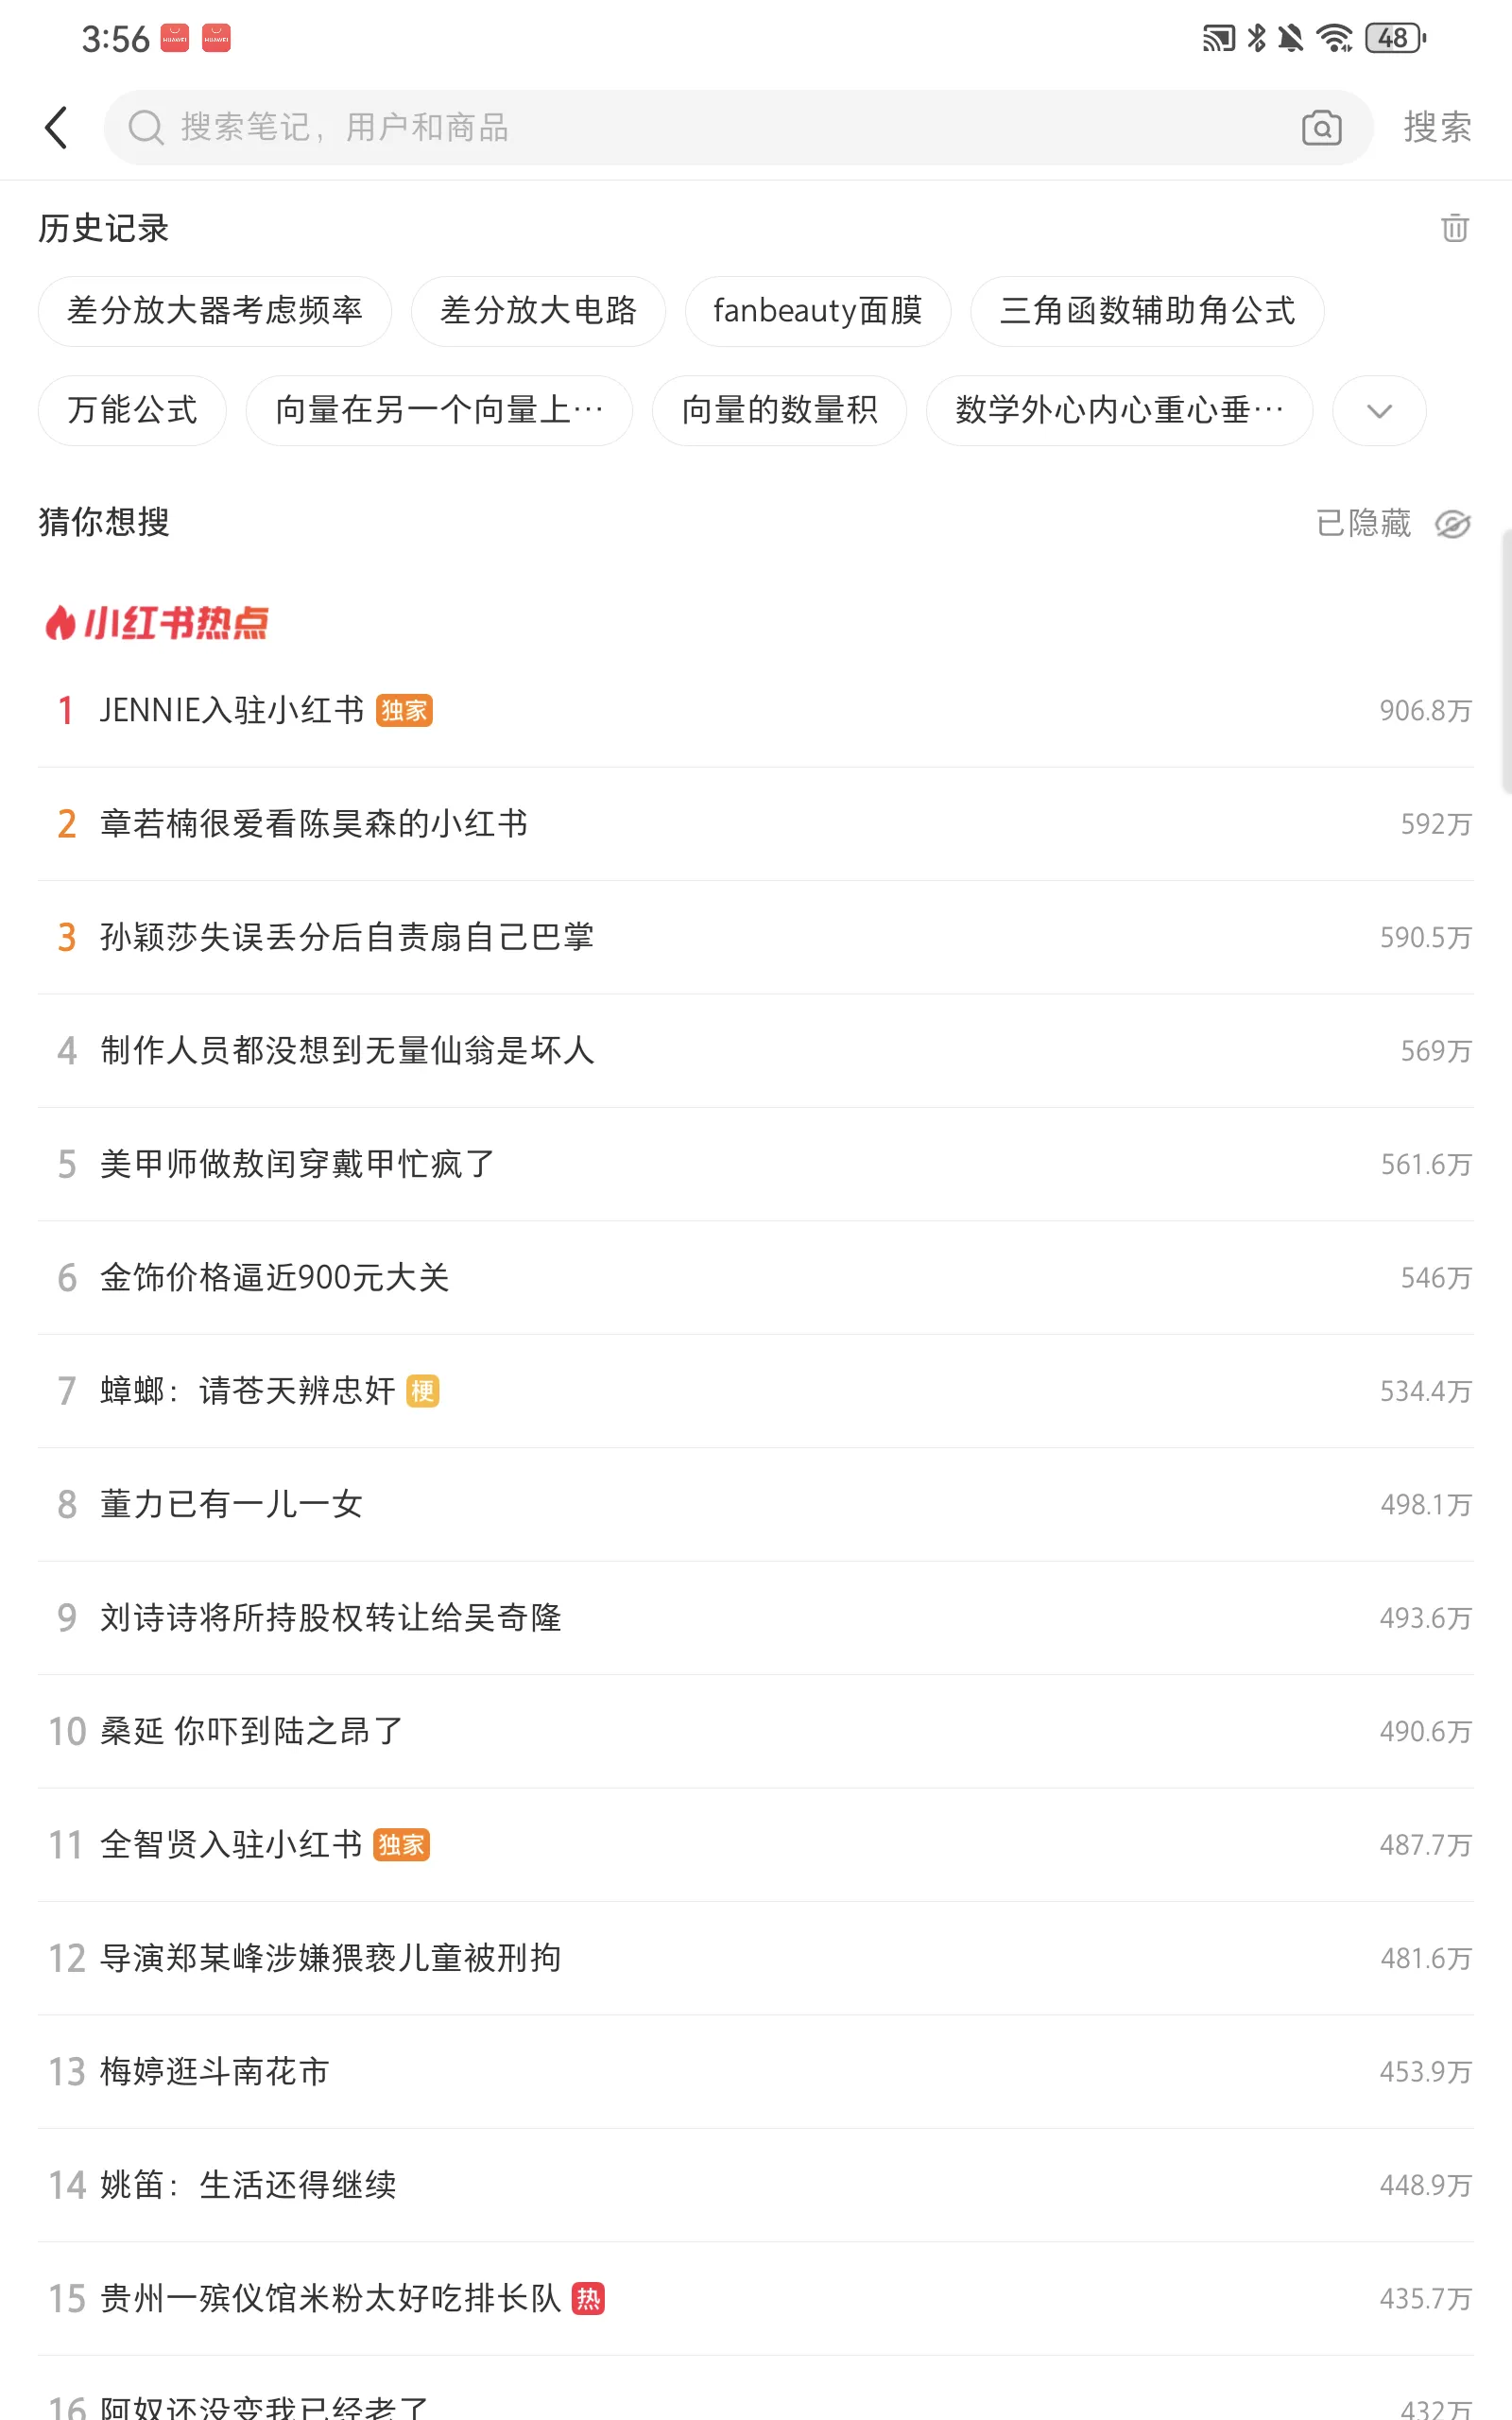 3:56 HUAWEI HUAWEI 48
搜索笔记，用户和商品 搜索
历史记录
差分放大器考虑频率 差分放大电路 fanbeauty面膜 三角函数辅助角公式
万能公式 向量在另一个向量上… 向量的数量积 数学外心内心重心垂…
猜你想搜 已隐藏
小红书热点
1 JENNIE入驻小红书 独家 906.8万
2 章若楠很爱看陈昊森的小红书 592万
3 孙颖莎失误丢分后自责扇自己巴掌 590.5万
4 制作人员都没想到无量仙翁是坏人 569万
5 美甲师做敖闰穿戴甲忙疯了 561.6万
6 金饰价格逼近900元大关 546万
7 蟑螂：请苍天辨忠奸 梗 534.4万
8 董力已有一儿一女 498.1万
9 刘诗诗将所持股权转让给吴奇隆 493.6万
10 桑延 你吓到陆之昂了 490.6万
11 全智贤入驻小红书 独家 487.7万
12 导演郑某峰涉嫌猥亵儿童被刑拘 481.6万
13 梅婷逛斗南花市 453.9万
14 姚笛：生活还得继续 448.9万
15 贵州一殡仪馆米粉太好吃排长队 热 435.7万
16 阿奴还没变我已经老了 432万